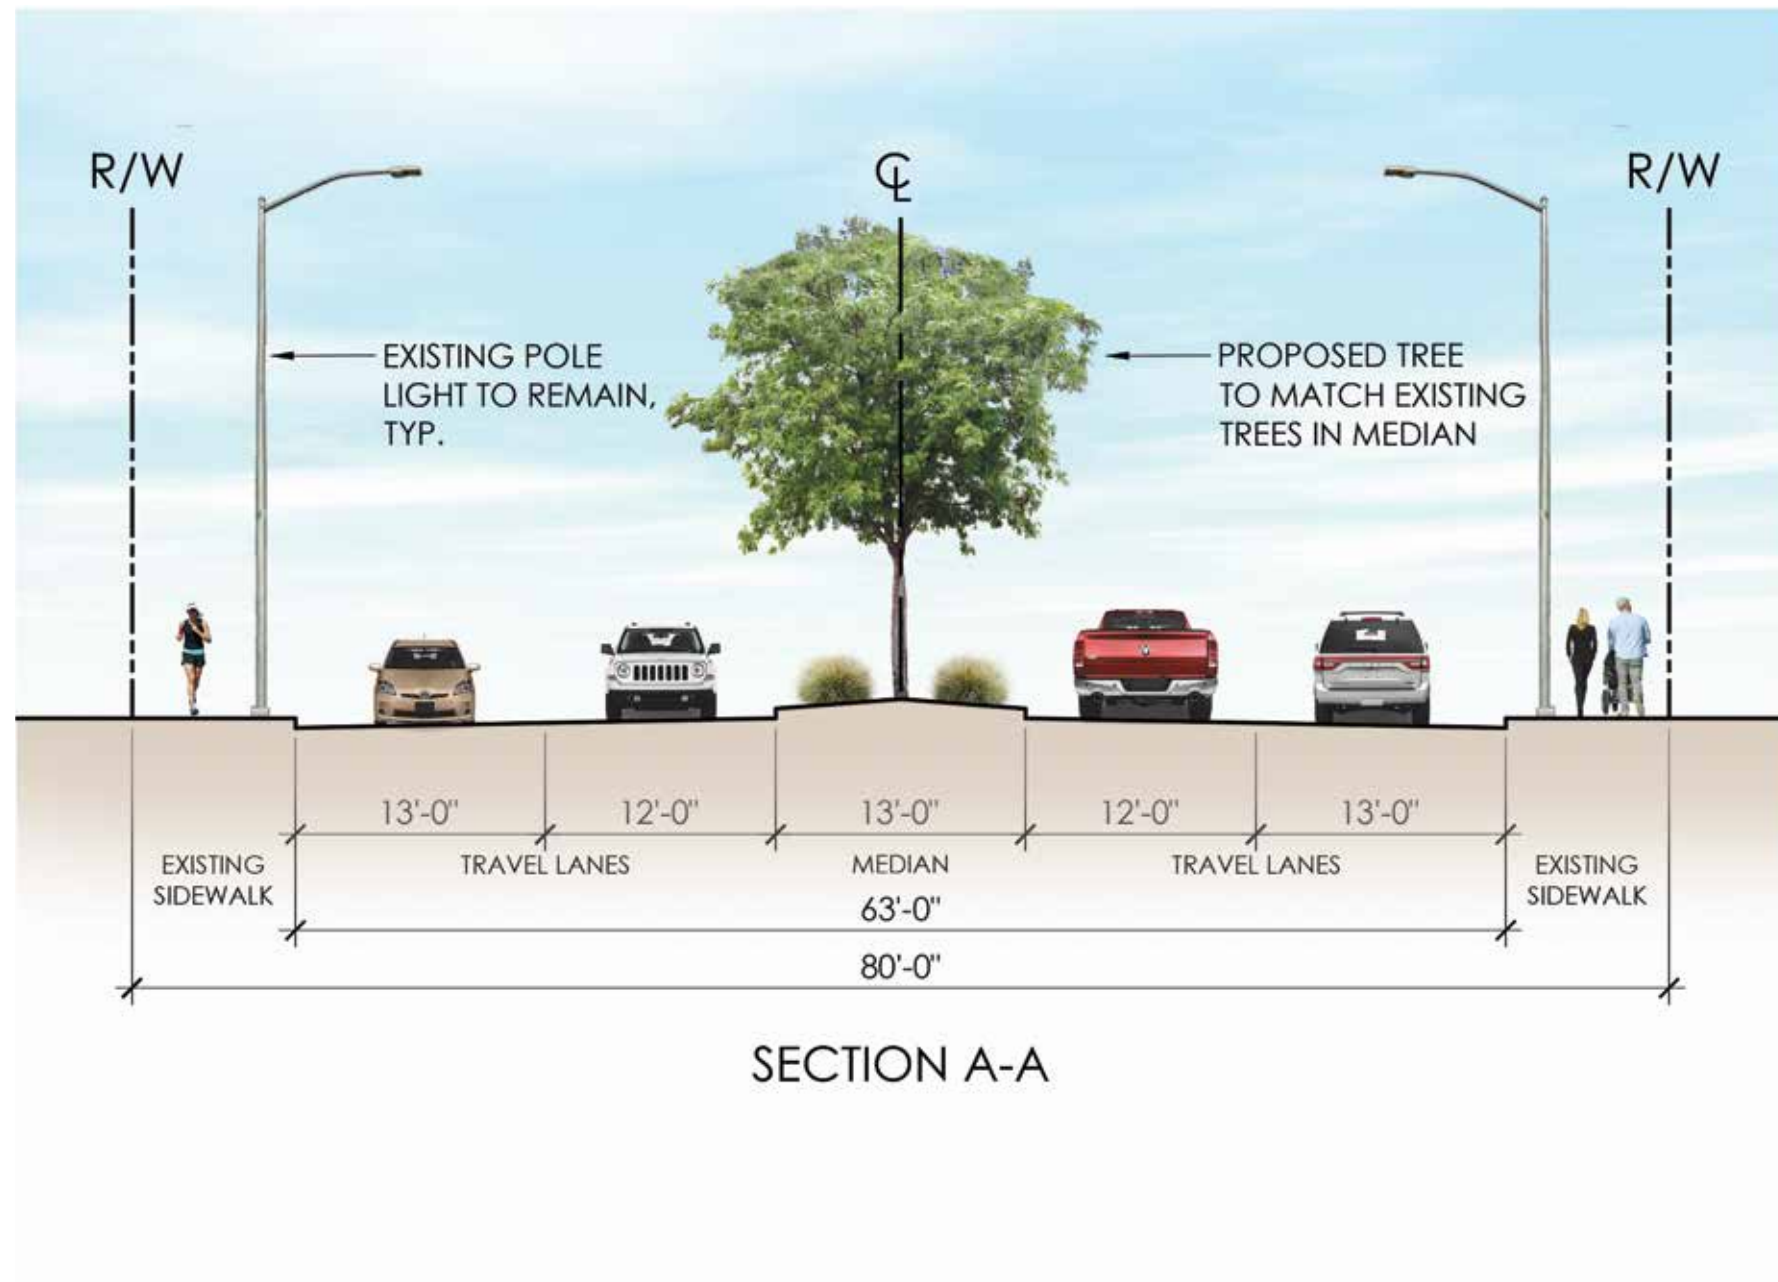 R/W
℄
R/W
EXISTING POLE
LIGHT TO REMAIN,
TYP.
PROPOSED TREE
TO MATCH EXISTING
TREES IN MEDIAN
13'-0"
12'-0"
13'-0"
12'-0"
13'-0"
EXISTING
SIDEWALK
TRAVEL LANES
MEDIAN
TRAVEL LANES
EXISTING
SIDEWALK
63'-0"
80'-0"
SECTION A-A